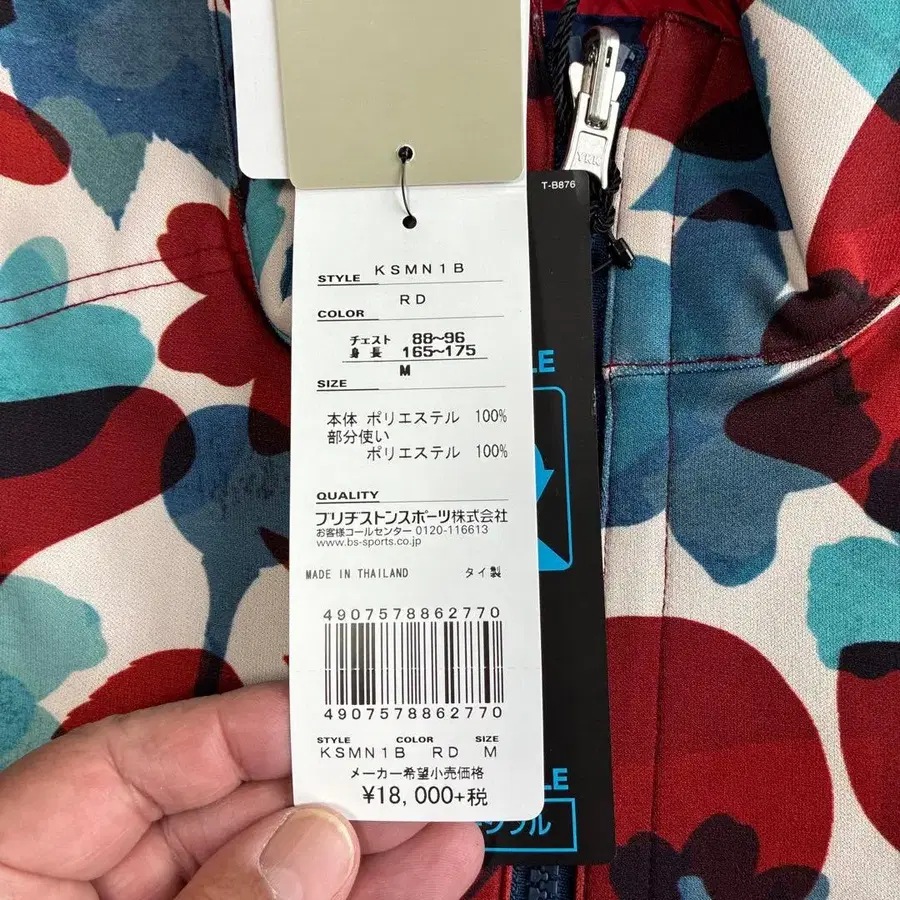 YKK
T-B876
STYLE KSMN1B
RD
COLOR
チェスト 88~96
身長 165~175
M
SIZE
本体 ポリエステル 100%
部分使い
ポリエステル 100%
QUALITY
ブリヂストンスポーツ株式会社
お客様コールセンター 0120-116613
www.bs-sports.co.jp
MADE IN THAILAND タイ製
4907578862770
4907578862770
STYLE COLOR SIZE
KSMN1B RD M
メーカー希望小売価格
¥18,000+税